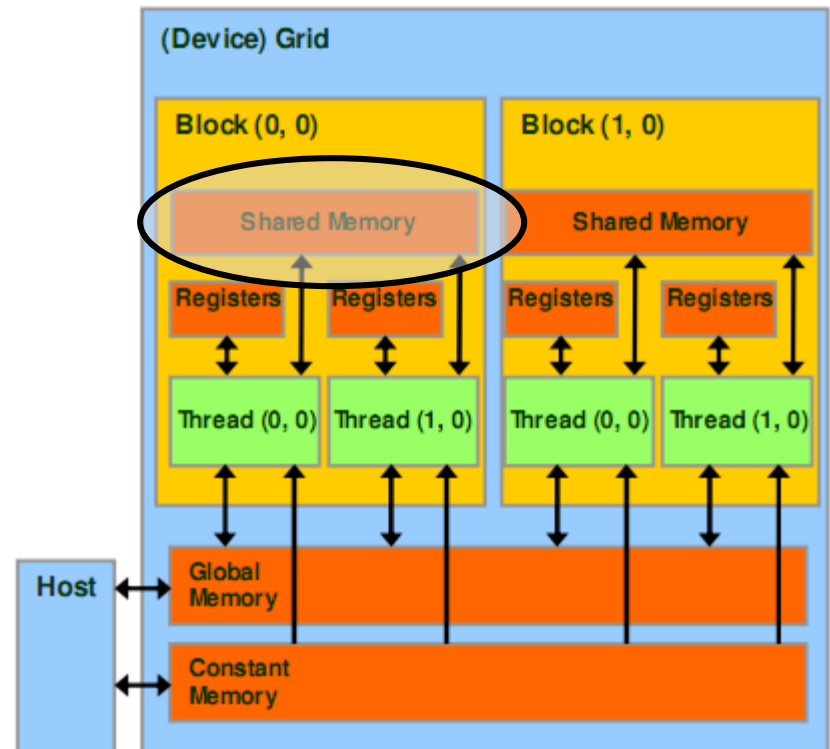 (Device) Grid
Block (0, 0)
Block (1, 0)
Shared Memory
Shared Memory
Registers
Registers
Registers
Registers
Thread (0, 0)
Thread (1, 0)
Thread (0, 0)
Thread (1, 0)
Host
Global
Memory
Constant
Memory